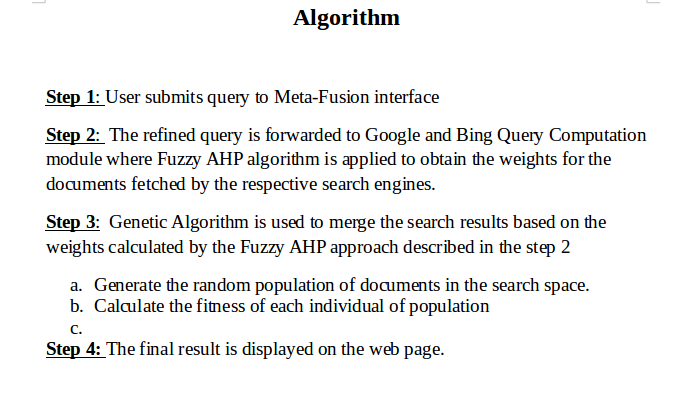 Algorithm
Step 1: User submits query to Meta-Fusion interface
Step 2: The refined query is forwarded to Google and Bing Query Computation
module where Fuzzy AHP algorithm is applied to obtain the weights for the
documents fetched by the respective search engines.
Step 3: Genetic Algorithm is used to merge the search results based on the
weights calculated by the Fuzzy AHP approach described in the step 2
a. Generate the random population of documents in the search space.
b. Calculate the fitness of each individual of population
c.
Step 4: The final result is displayed on the web page.